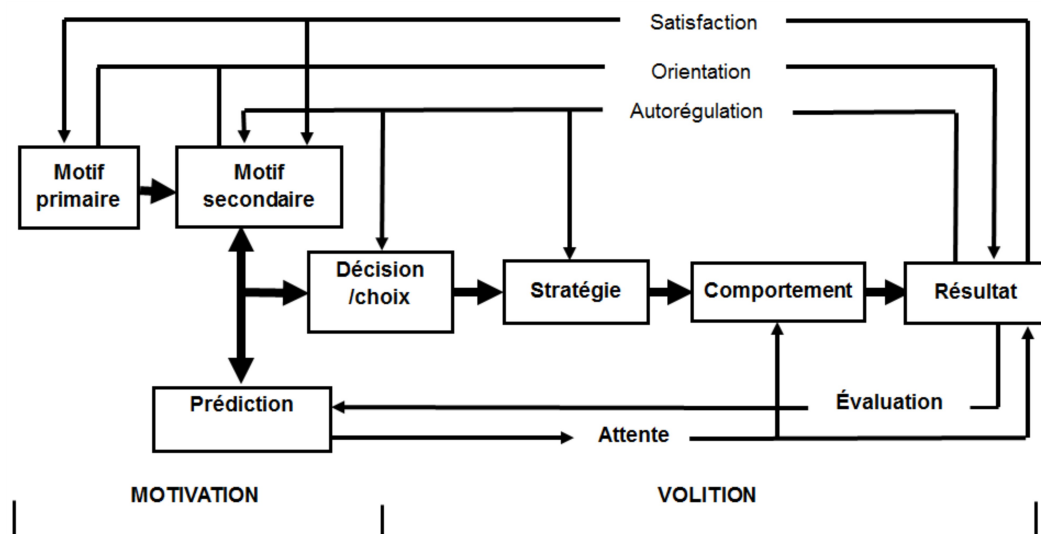 Satisfaction
Orientation
Autorégulation
Motif
primaire
Motif
secondaire
Décision
/choix
Stratégie
Comportement
Résultat
Prédiction
Évaluation
Attente
MOTIVATION
VOLITION